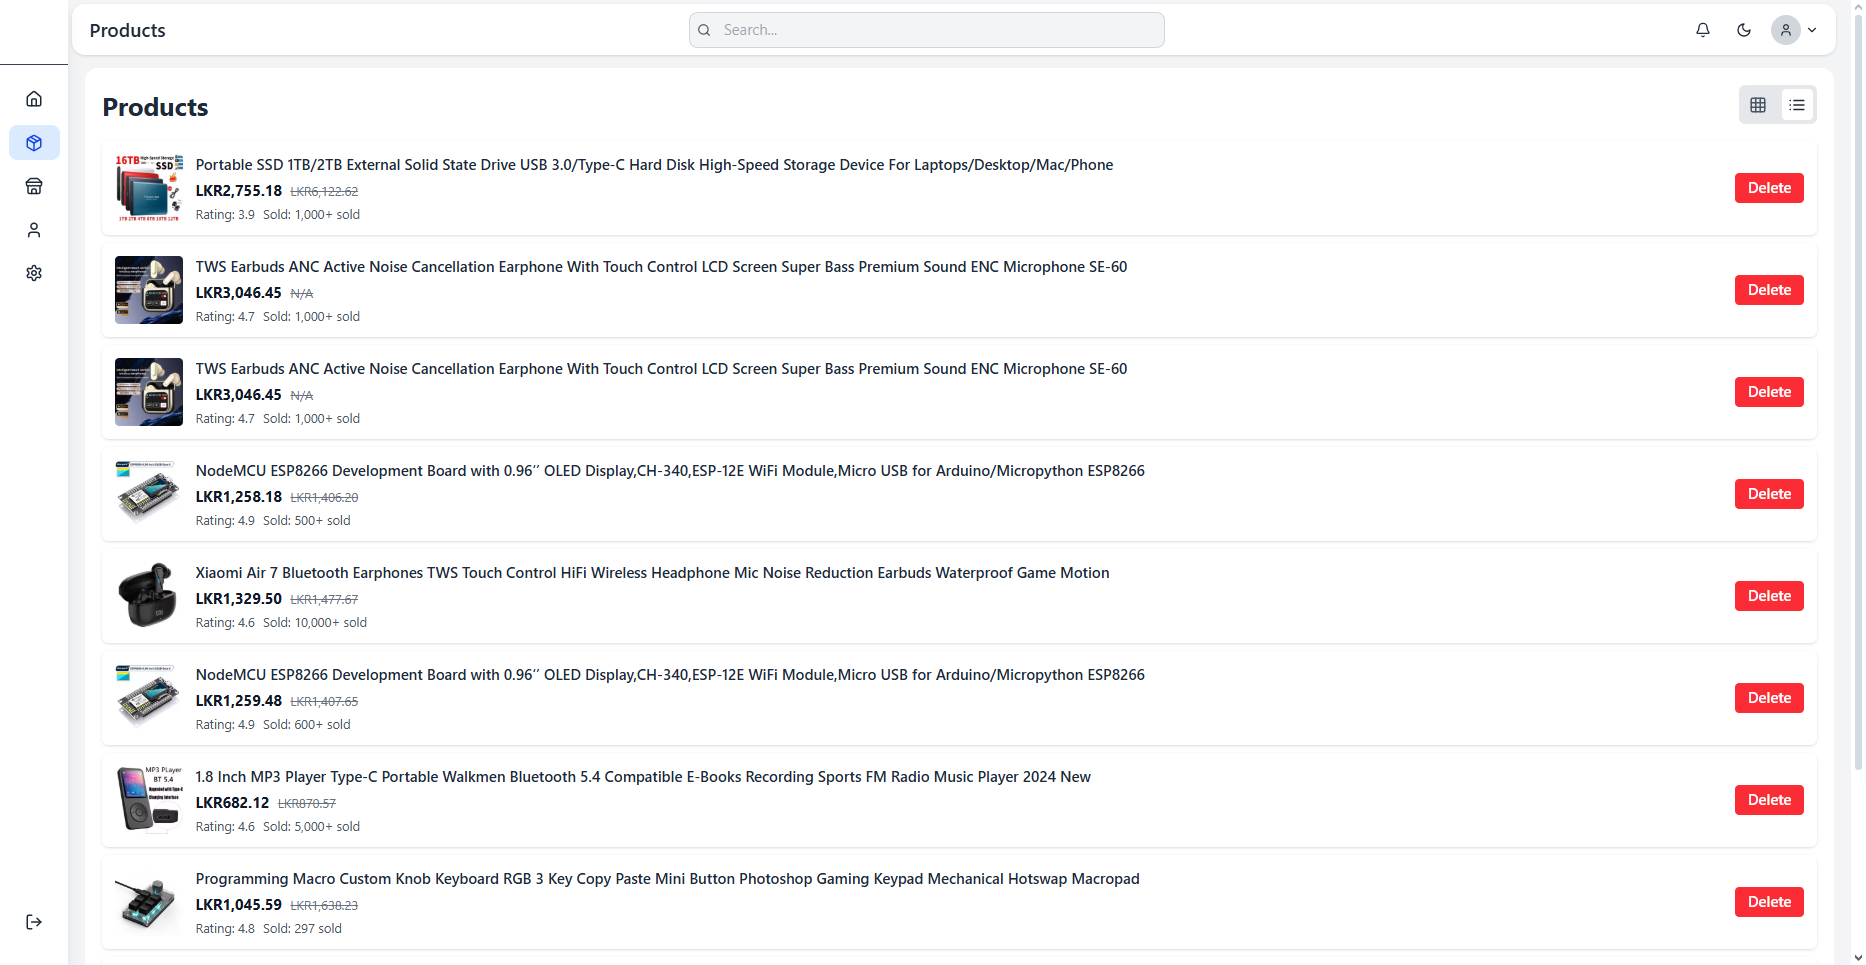 Products
Search...
Products
16TB High-Speed Storage
SSD
1TB 2TB 4TB 8TB 10TB 12TB
Portable SSD 1TB/2TB External Solid State Drive USB 3.0/Type-C Hard Disk High-Speed Storage Device For Laptops/Desktop/Mac/Phone
LKR2,755.18 LKR6,122.62
Rating: 3.9 Sold: 1,000+ sold
Delete
TWS Earbuds ANC Active Noise Cancellation Earphone With Touch Control LCD Screen Super Bass Premium Sound ENC Microphone SE-60
LKR3,046.45 N/A
Rating: 4.7 Sold: 1,000+ sold
Delete
TWS Earbuds ANC Active Noise Cancellation Earphone With Touch Control LCD Screen Super Bass Premium Sound ENC Microphone SE-60
LKR3,046.45 N/A
Rating: 4.7 Sold: 1,000+ sold
Delete
NodeMCU ESP8266 Development Board with 0.96′′ OLED Display,CH-340,ESP-12E WiFi Module,Micro USB for Arduino/Micropython ESP8266
LKR1,258.18 LKR1,406.20
Rating: 4.9 Sold: 500+ sold
Delete
Xiaomi Air 7 Bluetooth Earphones TWS Touch Control HiFi Wireless Headphone Mic Noise Reduction Earbuds Waterproof Game Motion
LKR1,329.50 LKR1,477.67
Rating: 4.6 Sold: 10,000+ sold
Delete
NodeMCU ESP8266 Development Board with 0.96′′ OLED Display,CH-340,ESP-12E WiFi Module,Micro USB for Arduino/Micropython ESP8266
LKR1,259.48 LKR1,407.65
Rating: 4.9 Sold: 600+ sold
Delete
MP3 PLayer
BT 5.4
1.8 Inch MP3 Player Type-C Portable Walkmen Bluetooth 5.4 Compatible E-Books Recording Sports FM Radio Music Player 2024 New
LKR682.12 LKR870.57
Rating: 4.6 Sold: 5,000+ sold
Delete
Programming Macro Custom Knob Keyboard RGB 3 Key Copy Paste Mini Button Photoshop Gaming Keypad Mechanical Hotswap Macropad
LKR1,045.59 LKR1,638.23
Rating: 4.8 Sold: 297 sold
Delete